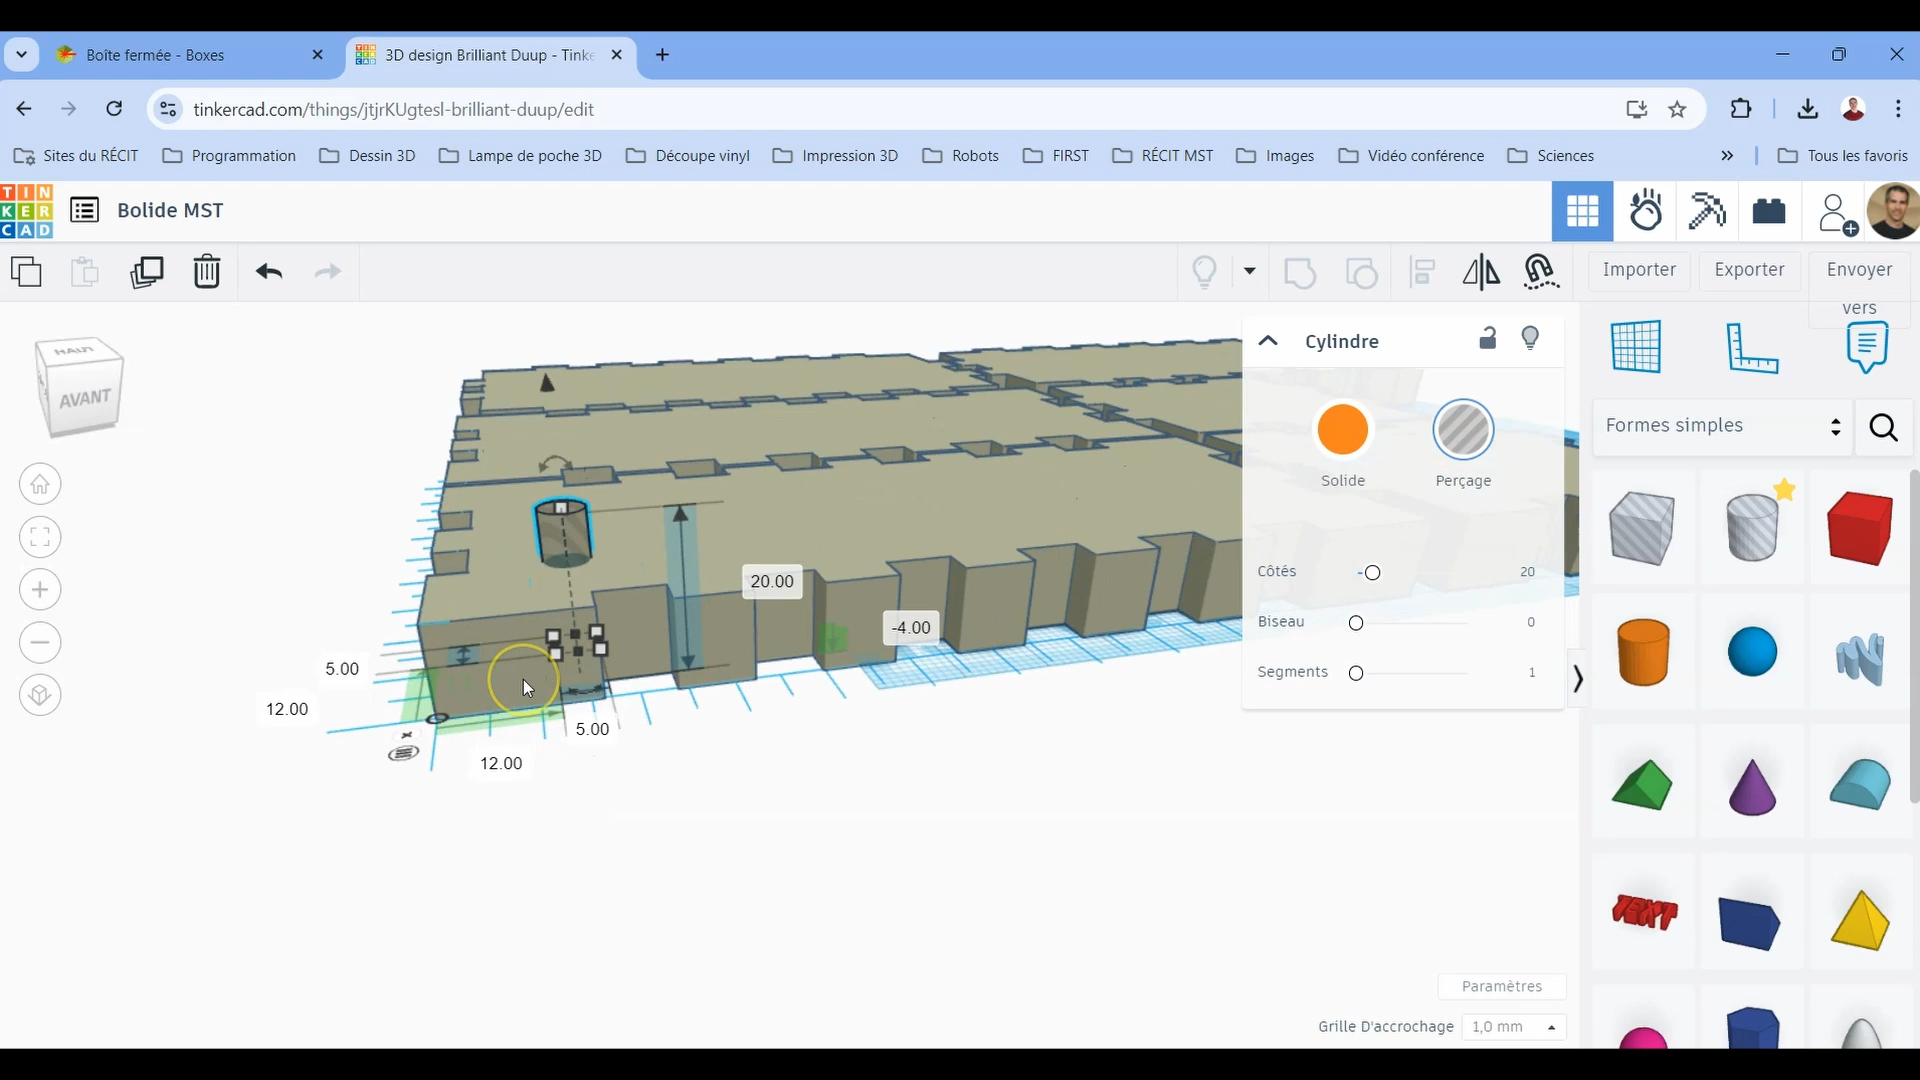 Boîte fermée - Boxes
3D design Brilliant Duup - Tinke
tinkercad.com/things/jtjrKUgtesl-brilliant-duup/edit
Sites du RÉCIT
Programmation
Dessin 3D
Lampe de poche 3D
Découpe vinyl
Impression 3D
Robots
FIRST
RÉCIT MST
Images
Vidéo conférence
Sciences
»
Tous les favoris
TIN
KER
CAD
Bolide MST
Importer
Exporter
Envoyer
vers
HAUT
AVANT
Cylindre
Solide
Perçage
Côtés
20
Biseau
0
Segments
1
Formes simples
20.00
-4.00
5.00
12.00
5.00
12.00
TEXT
Paramètres
Grille D'accrochage
1,0 mm